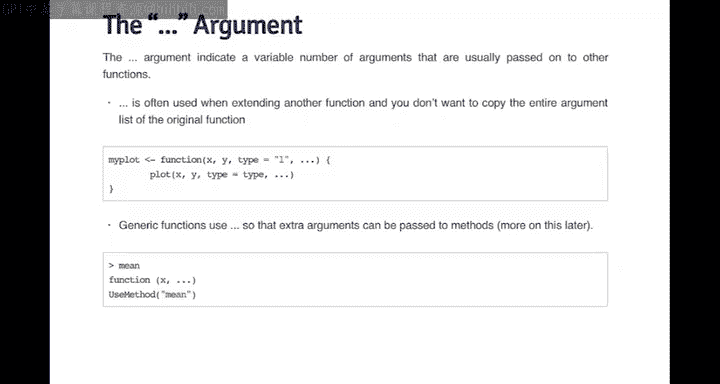 The “...” Argument
The ... argument indicate a variable number of arguments that are usually passed on to other
functions.
· ... is often used when extending another function and you don't want to copy the entire argument
list of the original function
myplot <- function(x, y, type = "l", ...) {
plot(x, y, type = type, ...)
}
· Generic functions use ... so that extra arguments can be passed to methods (more on this later).
> mean
function (x, ...)
UseMethod("mean")